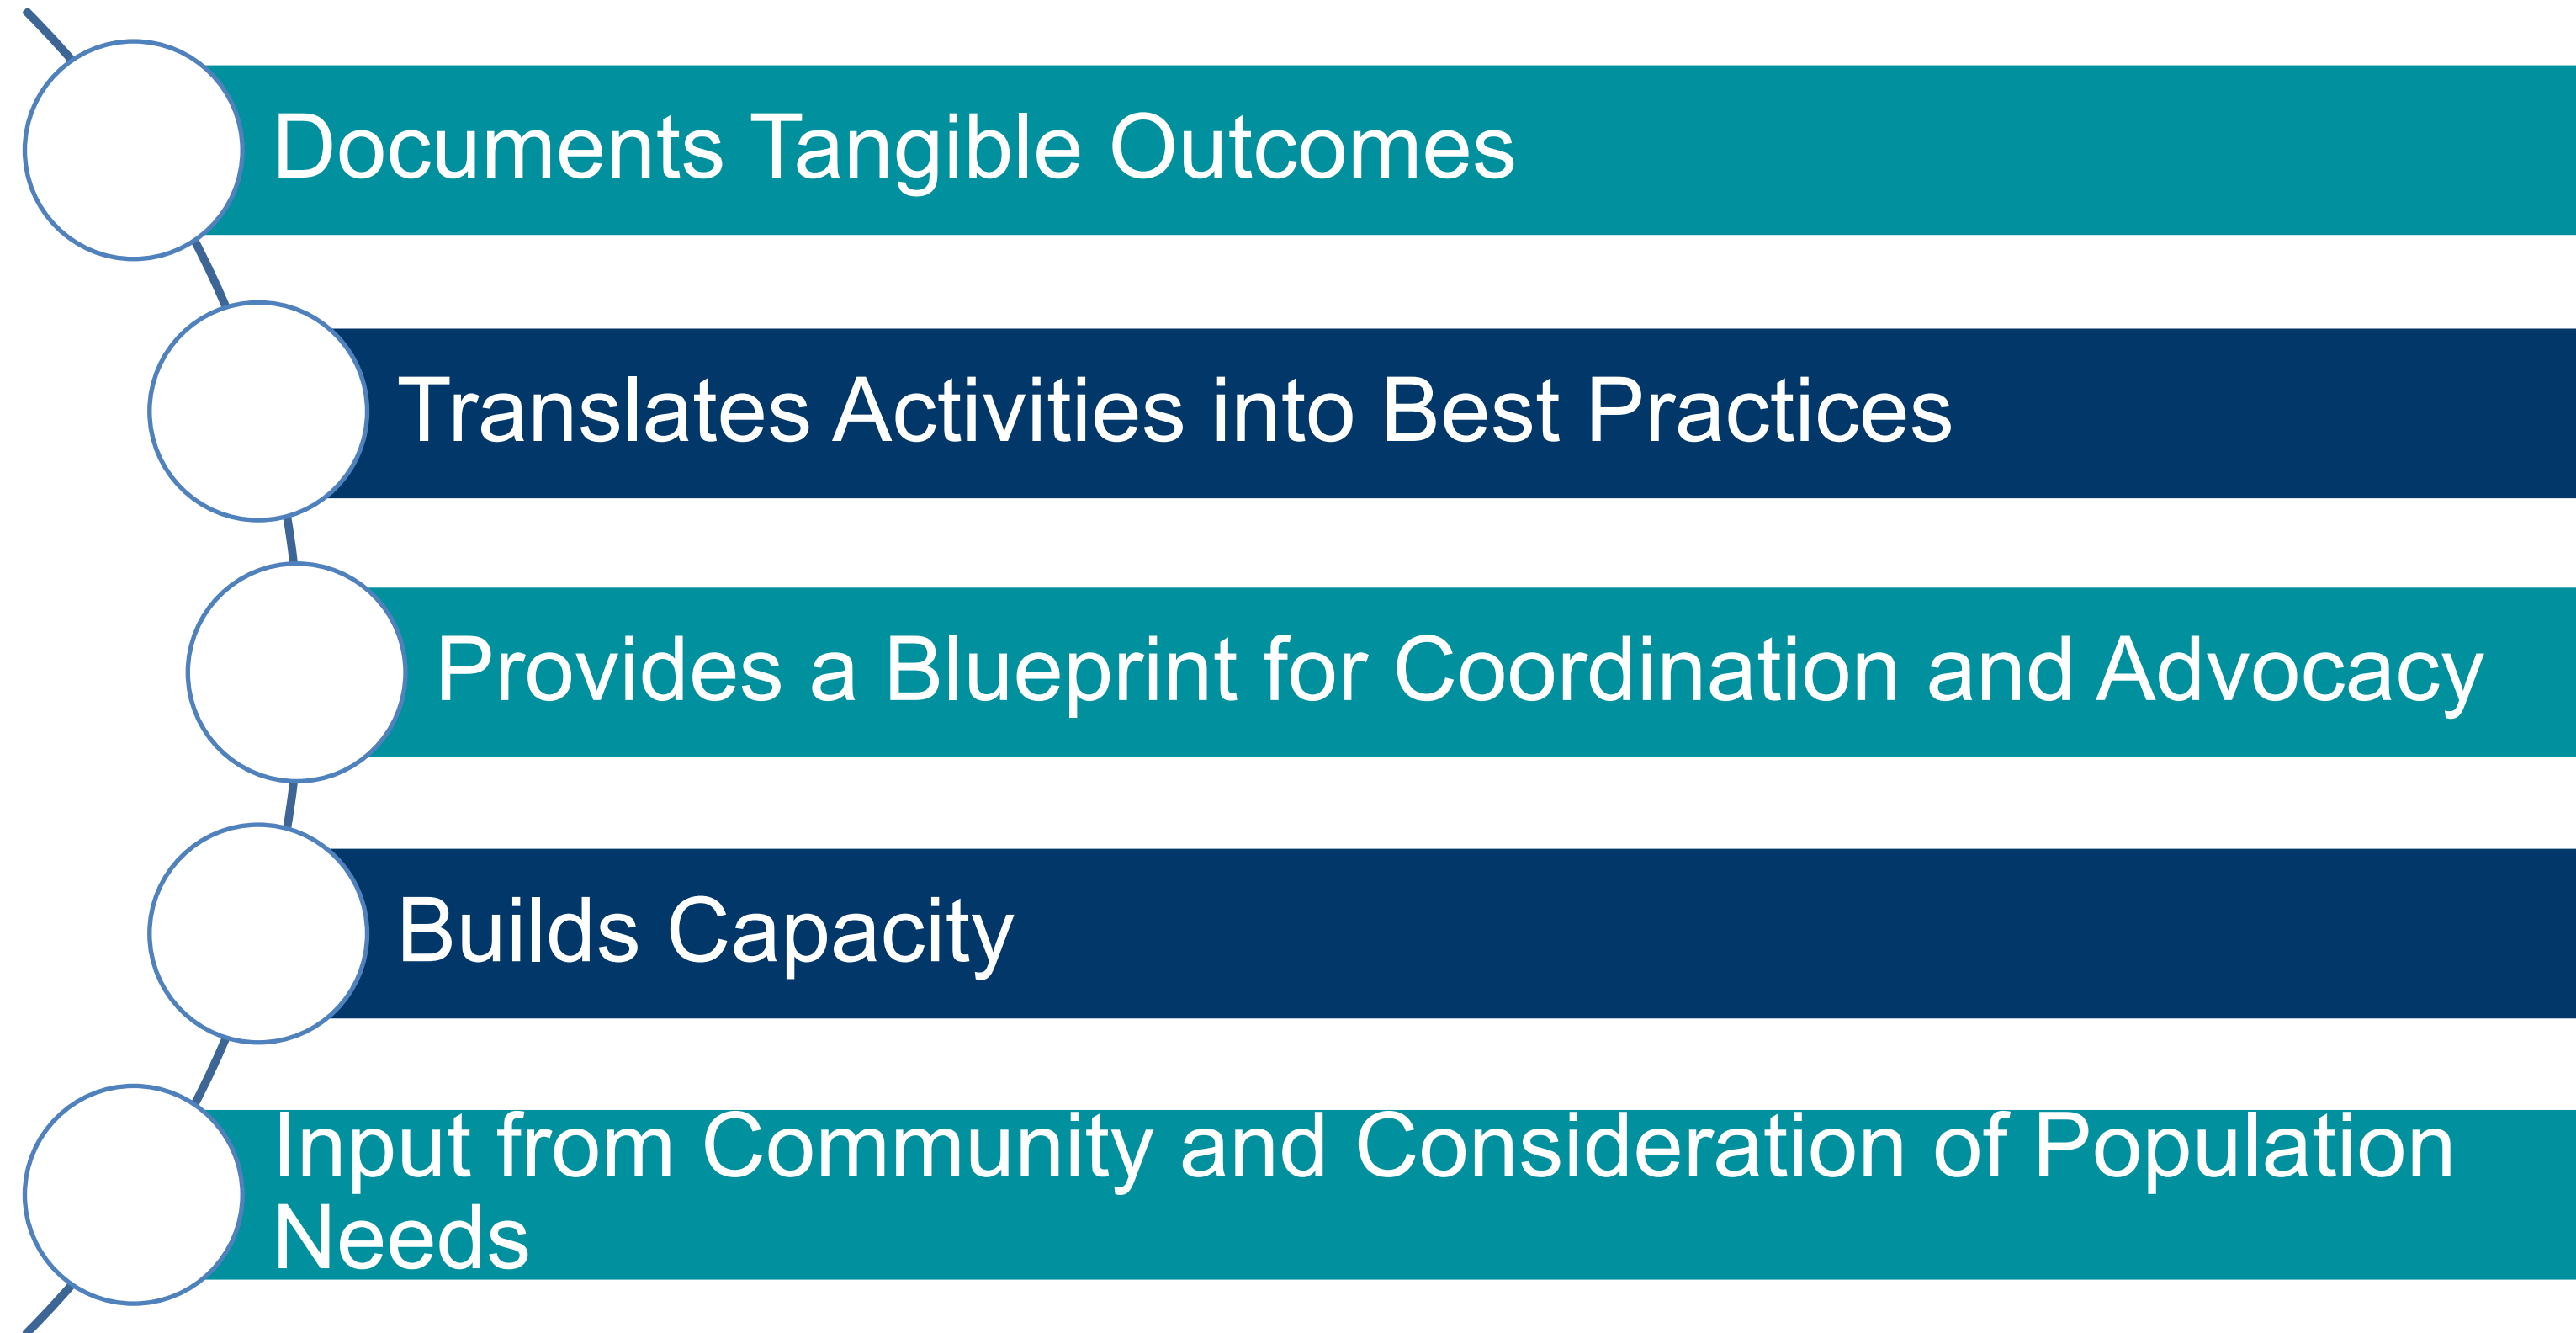 Documents Tangible Outcomes
Translates Activities into Best Practices
Provides a Blueprint for Coordination and Advocacy
Builds Capacity
Input from Community and Consideration of Population
Needs